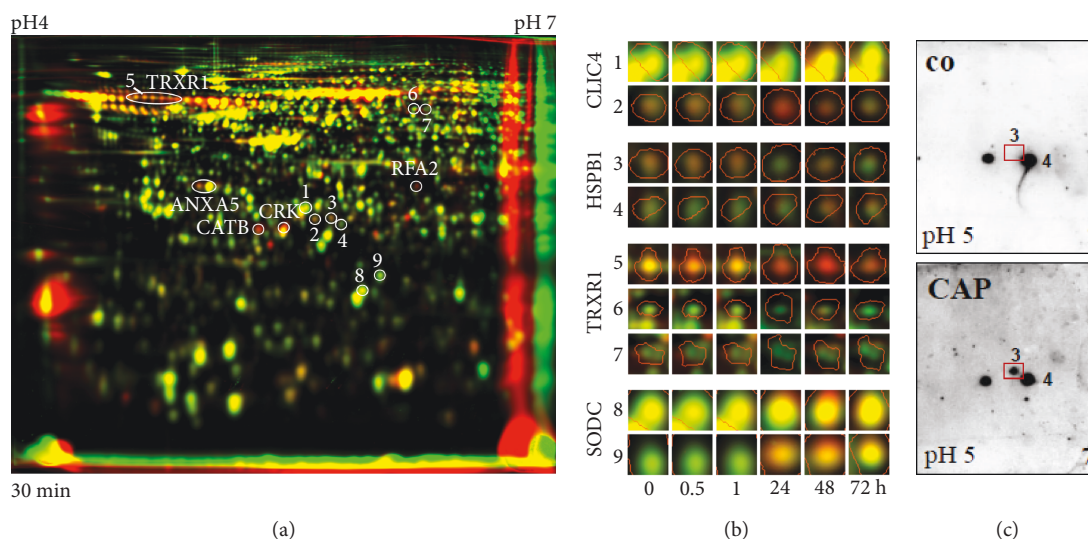 pH4 pH 7
5 TRXR1
6
7
RFA2
ANXA5
1
CRK 3
CATB 2 4
9
8
30 min
(a)
CLIC4
1
2
HSPB1
3
4
TRXR1
5
6
7
SODC
8
9
0 0.5 1 24 48 72 h
(b)
co
3
4
pH 5
CAP
3
4
pH 5 7
(c)